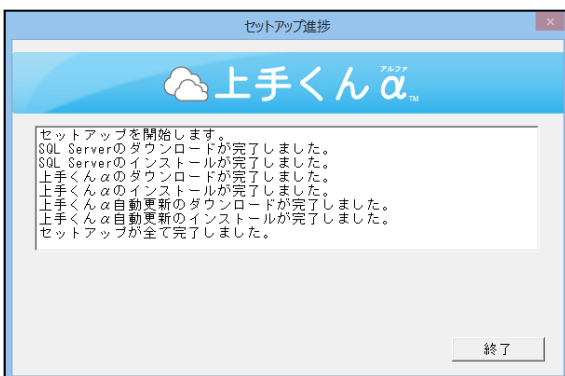 セットアップ進捗
アルファ
上手くんα™
セットアップを開始します。
SQL Serverのダウンロードが完了しました。
SQL Serverのインストールが完了しました。
上手くんαのダウンロードが完了しました。
上手くんαのインストールが完了しました。
上手くんα自動更新のダウンロードが完了しました。
上手くんα自動更新のインストールが完了しました。
セットアップが全て完了しました。
終了